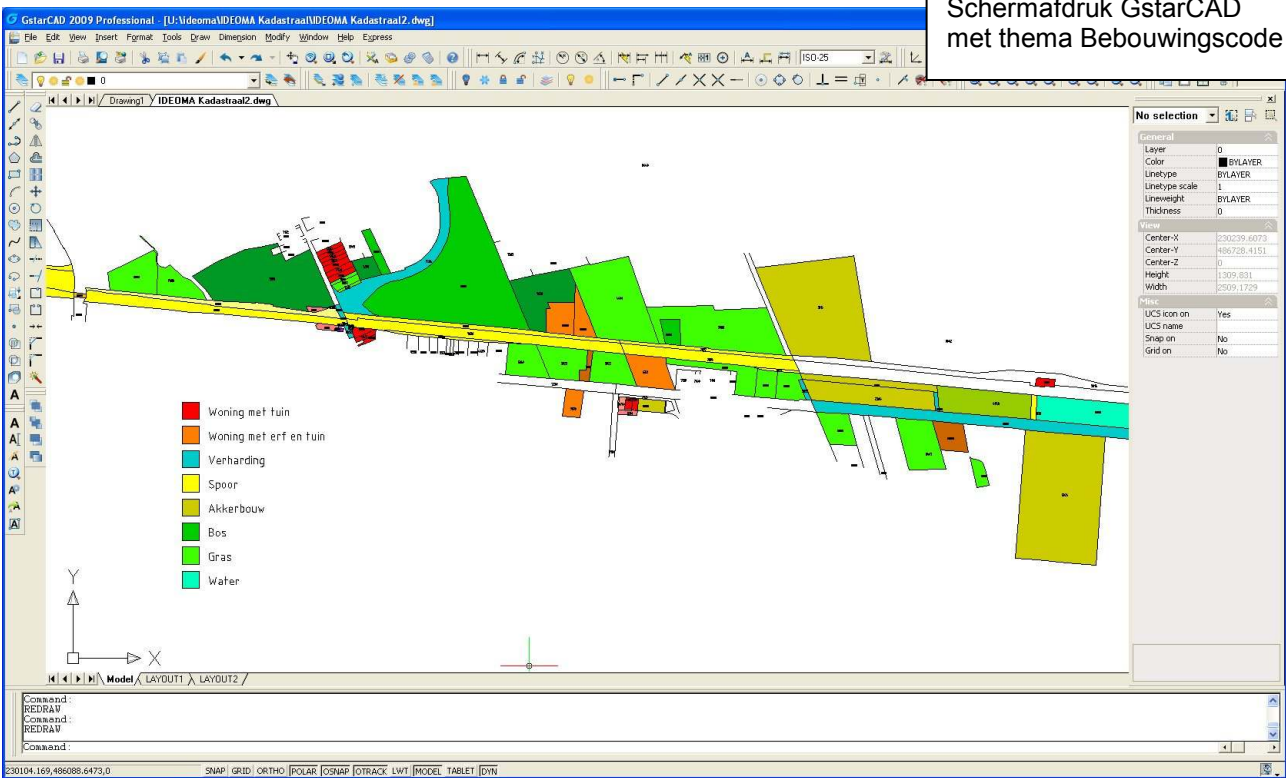 GstarCAD 2009 Professional - [U:\ideoma\IDEOMA Kadastraal\IDEOMA Kadastraal2.dwg]
Schermafdruk GstarCAD
met thema Bebouwingscode
File Edit View Insert Format Tools Draw Dimension Modify Window Help Express
ISO-25
0
Drawing1 IDEOMA Kadastraal2.dwg
No selection
General
Layer 0
Color BYLAYER
Linetype BYLAYER
Linetype scale 1
Lineweight BYLAYER
Thickness 0
View
Center-X 230239.6073
Center-Y 486728.4151
Center-Z 0
Height 1309.831
Width 2509.1729
Misc
UCS icon on Yes
UCS name
Snap on No
Grid on No
Woning met tuin
Woning met erf en tuin
Verharding
Spoor
Akkerbouw
Bos
Gras
Water
Y
X
Model LAYOUT1 LAYOUT2
Command:
REDRAW
Command:
REDRAW
Command:
230104.169,486088.6473,0 SNAP GRID ORTHO POLAR OSNAP OTRACK LWT MODEL TABLET DYN